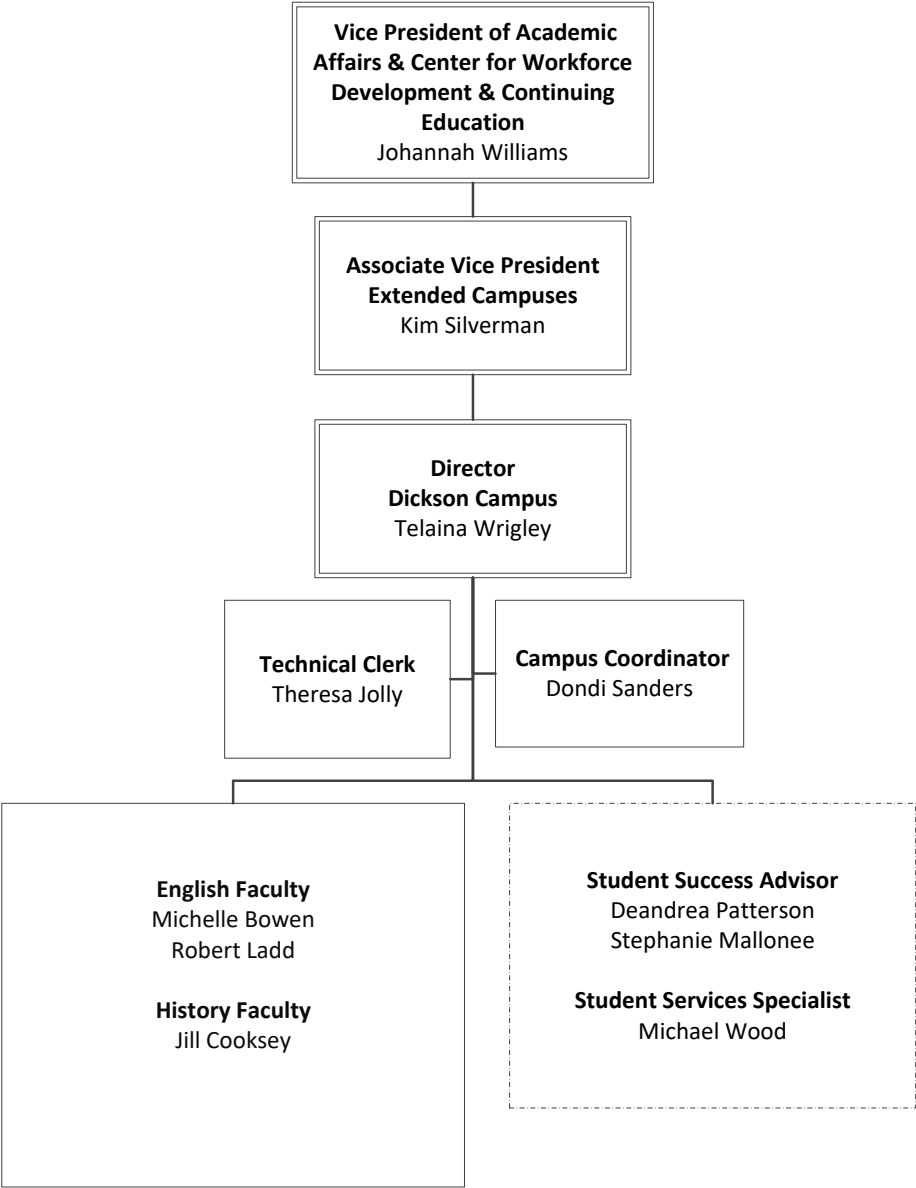 Vice President of Academic
Affairs & Center for Workforce
Development & Continuing
Education
Johannah Williams
Associate Vice President
Extended Campuses
Kim Silverman
Director
Dickson Campus
Telaina Wrigley
Technical Clerk
Theresa Jolly
Campus Coordinator
Dondi Sanders
English Faculty
Michelle Bowen
Robert Ladd
History Faculty
Jill Cooksey
Student Success Advisor
Deandrea Patterson
Stephanie Mallonee
Student Services Specialist
Michael Wood